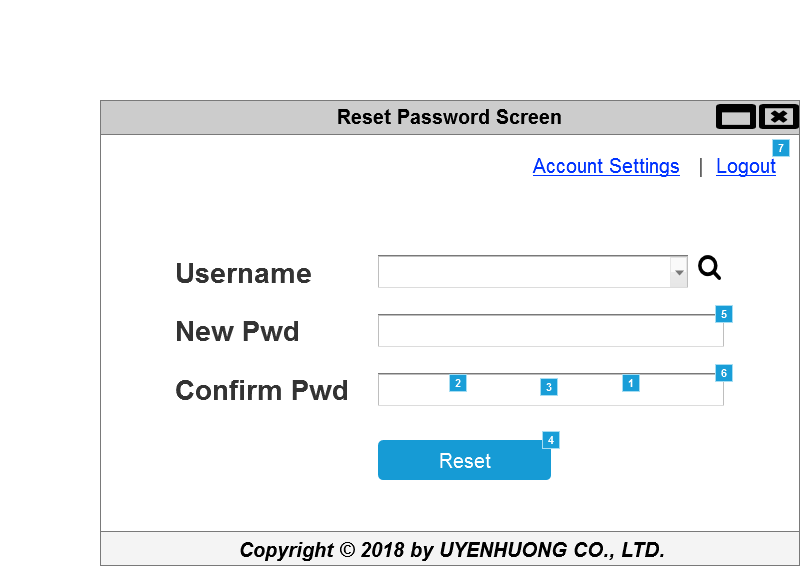 Reset Password Screen
7
Account Settings | Logout
Username
5
New Pwd
6
Confirm Pwd 2 3 1
4
Reset
Copyright © 2018 by UYENHUONG CO., LTD.